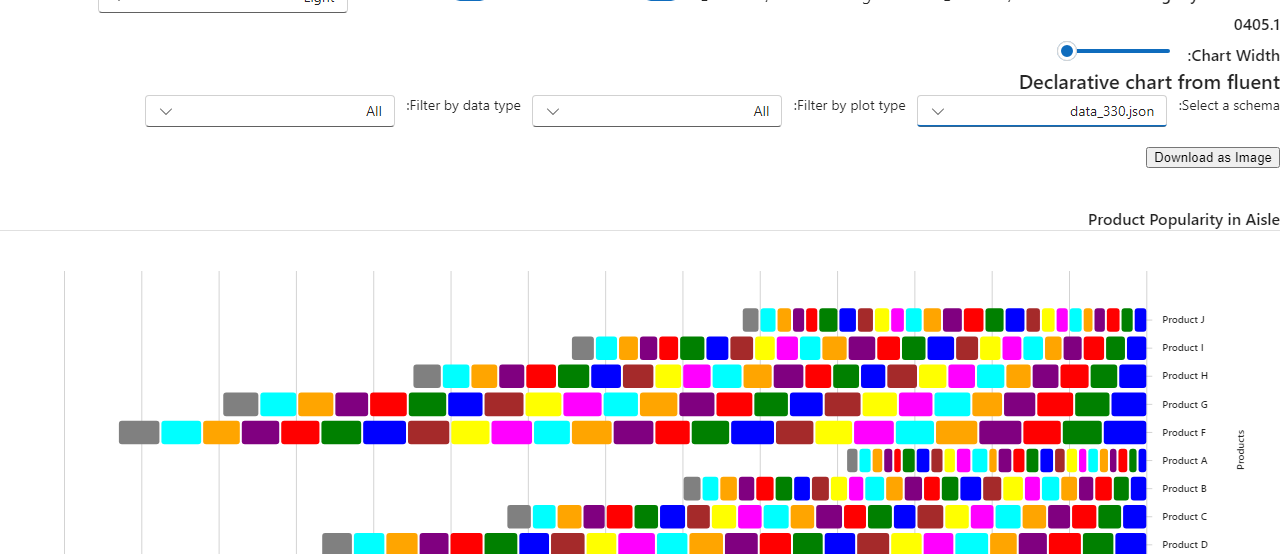 0405.1
:Chart Width
Declarative chart from fluent
:Select a schema data_330.json :Filter by plot type All :Filter by data type All
Download as Image
Product Popularity in Aisle
Product J
Product I
Product H
Product G
Product F
Product A
Product B
Product C
Product D
Products